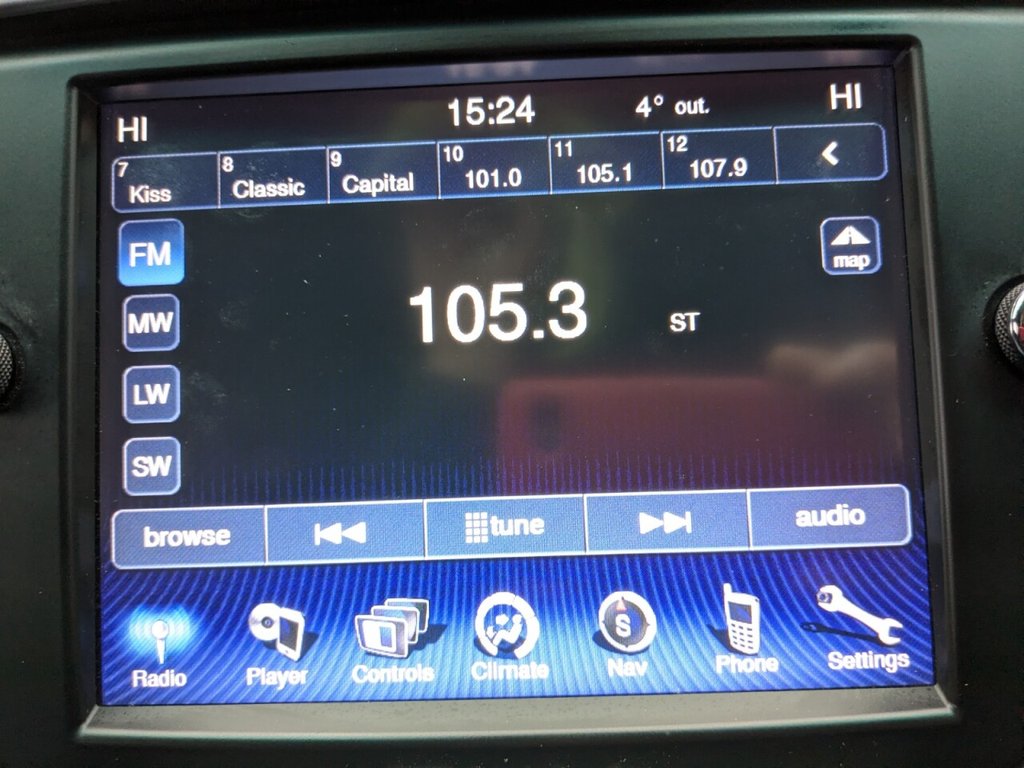 HI 15:24 4° out. HI
7 Kiss 8 Classic 9 Capital 10 101.0 11 105.1 12 107.9
FM map
105.3 ST
MW
LW
SW
browse tune audio
Radio Player Controls Climate S Nav Phone Settings